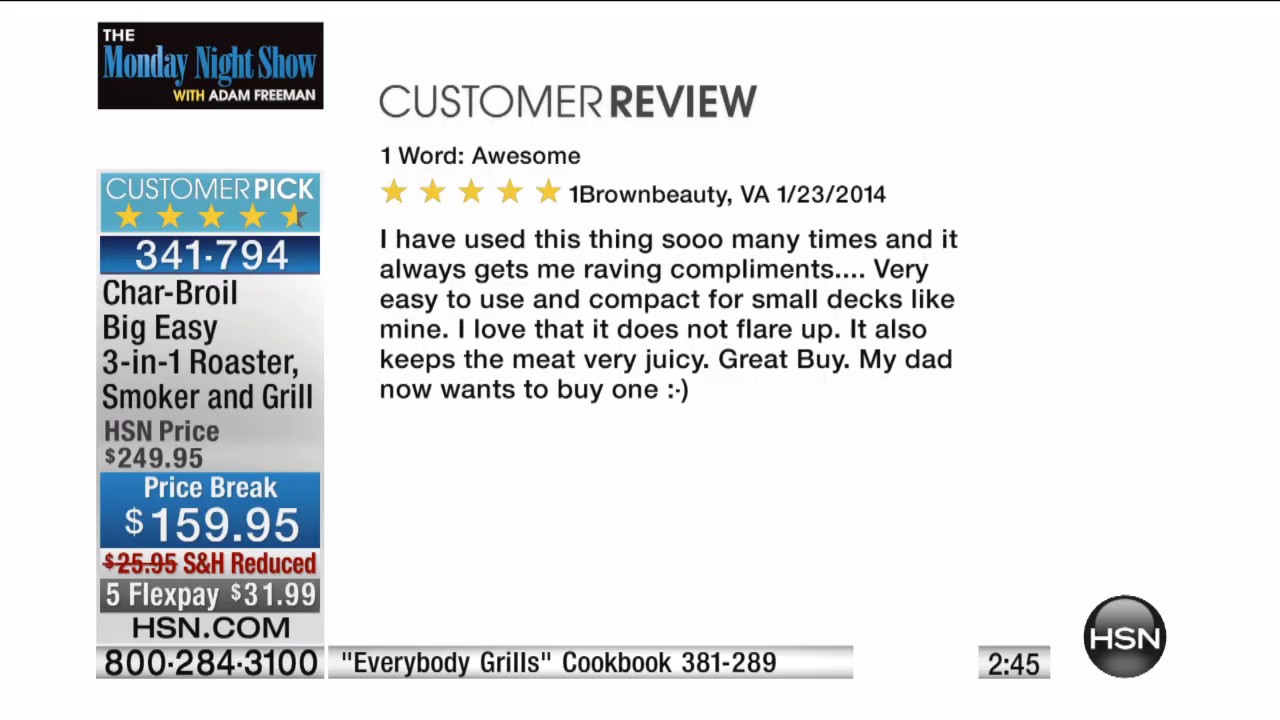 THE
Monday Night Show
WITH ADAM FREEMAN
CUSTOMER REVIEW
1 Word: Awesome
1Brownbeauty, VA 1/23/2014
I have used this thing sooo many times and it
always gets me raving compliments.... Very
easy to use and compact for small decks like
mine. I love that it does not flare up. It also
keeps the meat very juicy. Great Buy. My dad
now wants to buy one :-)
CUSTOMER PICK
341·794
Char-Broil
Big Easy
3-in-1 Roaster,
Smoker and Grill
HSN Price
$249.95
Price Break
$159.95
$25.95 S&H Reduced
5 Flexpay $31.99
HSN.COM
800·284·3100
"Everybody Grills" Cookbook 381-289
2:45
HSN